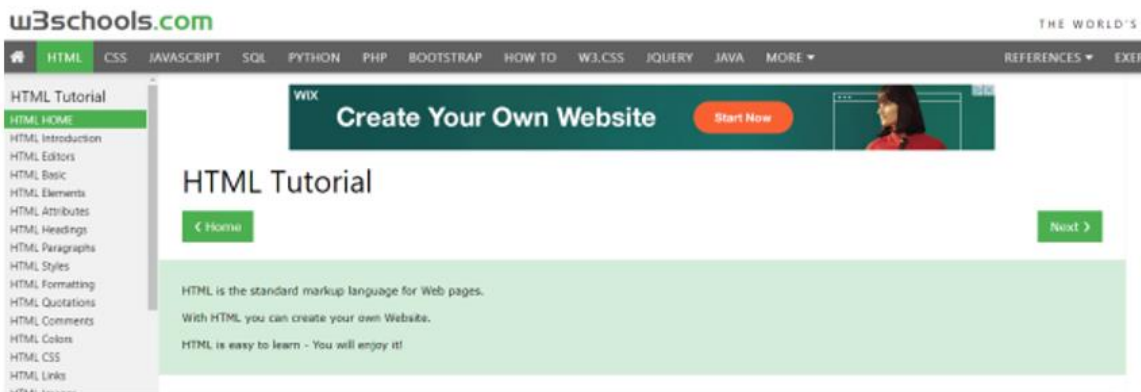 w3schools.com
THE WORLD'S
HTML CSS JAVASCRIPT SQL PYTHON PHP BOOTSTRAP HOW TO W3.CSS JQUERY JAVA MORE REFERENCES
HTML Tutorial
HTML HOME
HTML Introduction
HTML Editors
HTML Basic
HTML Elements
HTML Attributes
HTML Headings
HTML Paragraphs
HTML Styles
HTML Formatting
HTML Quotations
HTML Comments
HTML Colors
HTML CSS
HTML Links
WIX
Create Your Own Website Start Now
HTML Tutorial
❮ Home Next ❯
HTML is the standard markup language for Web pages.
With HTML you can create your own Website.
HTML is easy to learn - You will enjoy it!